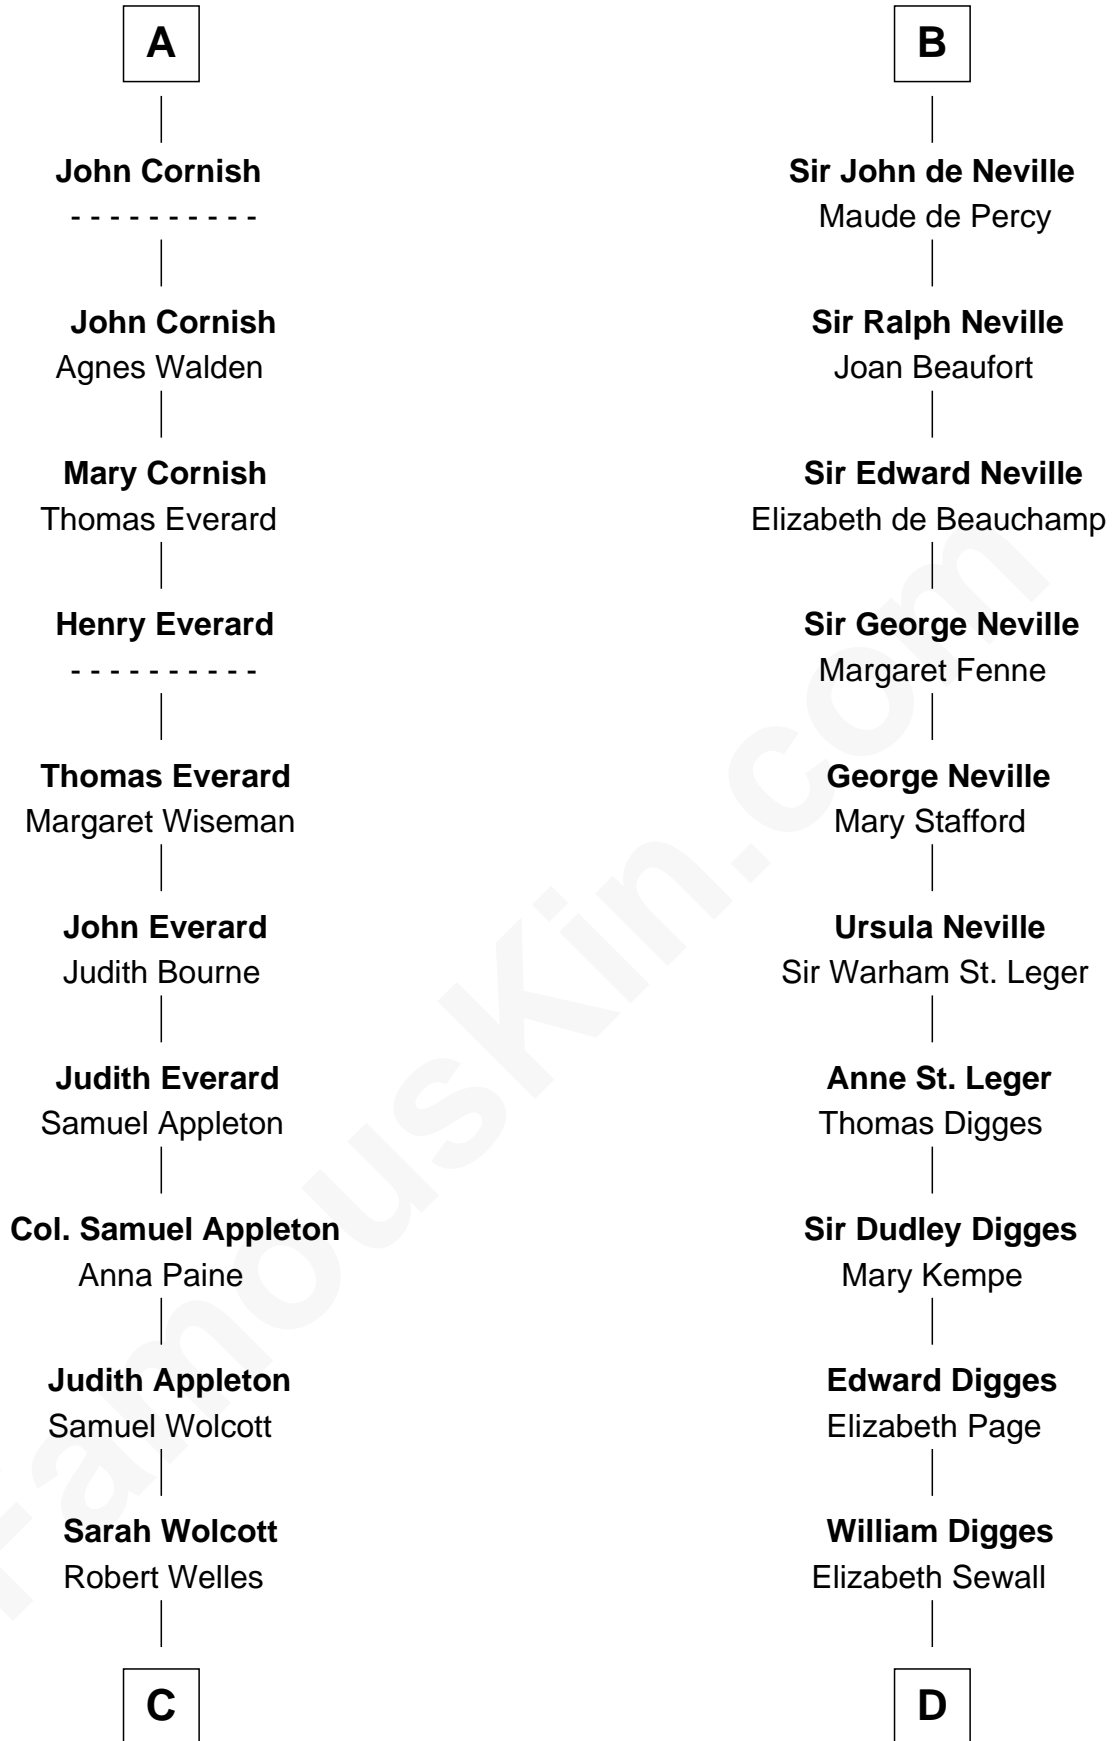 A
John Cornish
- - - - - - - - - -
John Cornish
Agnes Walden
Mary Cornish
Thomas Everard
Henry Everard
- - - - - - - - - -
Thomas Everard
Margaret Wiseman
John Everard
Judith Bourne
Judith Everard
Samuel Appleton
Col. Samuel Appleton
Anna Paine
Judith Appleton
Samuel Wolcott
Sarah Wolcott
Robert Welles
C
B
Sir John de Neville
Maude de Percy
Sir Ralph Neville
Joan Beaufort
Sir Edward Neville
Elizabeth de Beauchamp
Sir George Neville
Margaret Fenne
George Neville
Mary Stafford
Ursula Neville
Sir Warham St. Leger
Anne St. Leger
Thomas Digges
Sir Dudley Digges
Mary Kempe
Edward Digges
Elizabeth Page
William Digges
Elizabeth Sewall
D
FamousKin.com